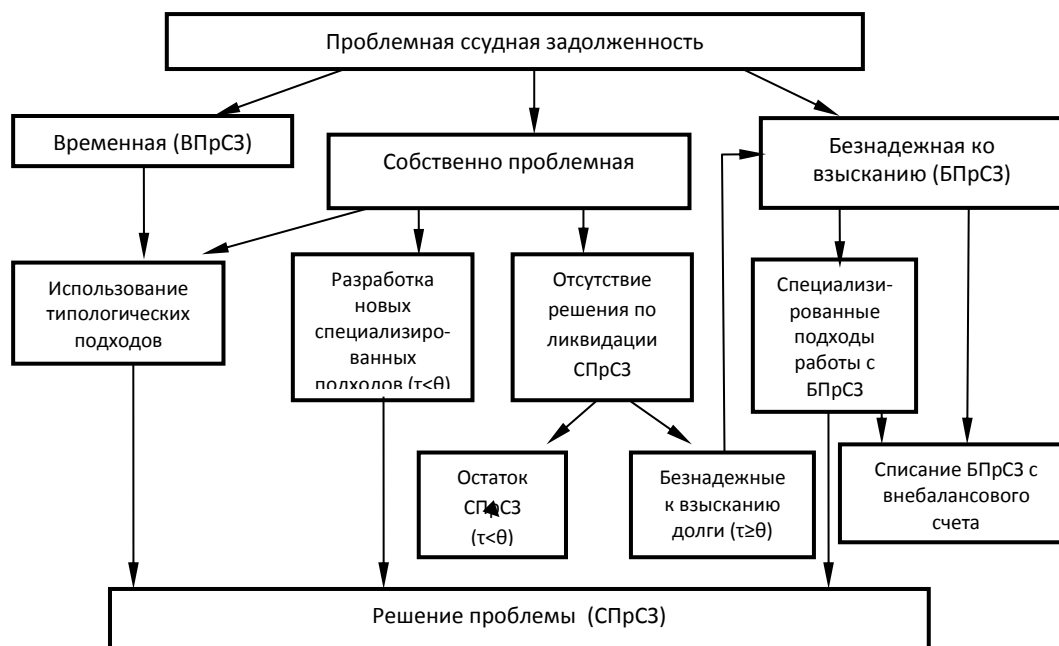 Проблемная ссудная задолженность
Временная (ВПрСЗ)
Собственно проблемная
Безнадежная ко
взысканию (БПрСЗ)
Использование
типологических
подходов
Разработка
новых
специализиро-
ванных
подходов (τ<θ)
Отсутствие
решения по
ликвидации
СПрСЗ
Специализи-
рованные
подходы
работы с
БПрСЗ
Остаток
СПрСЗ
(τ<θ)
Безнадежные
к взысканию
долги (τ≥θ)
Списание БПрСЗ с
внебалансового
счета
Решение проблемы (СПрСЗ)